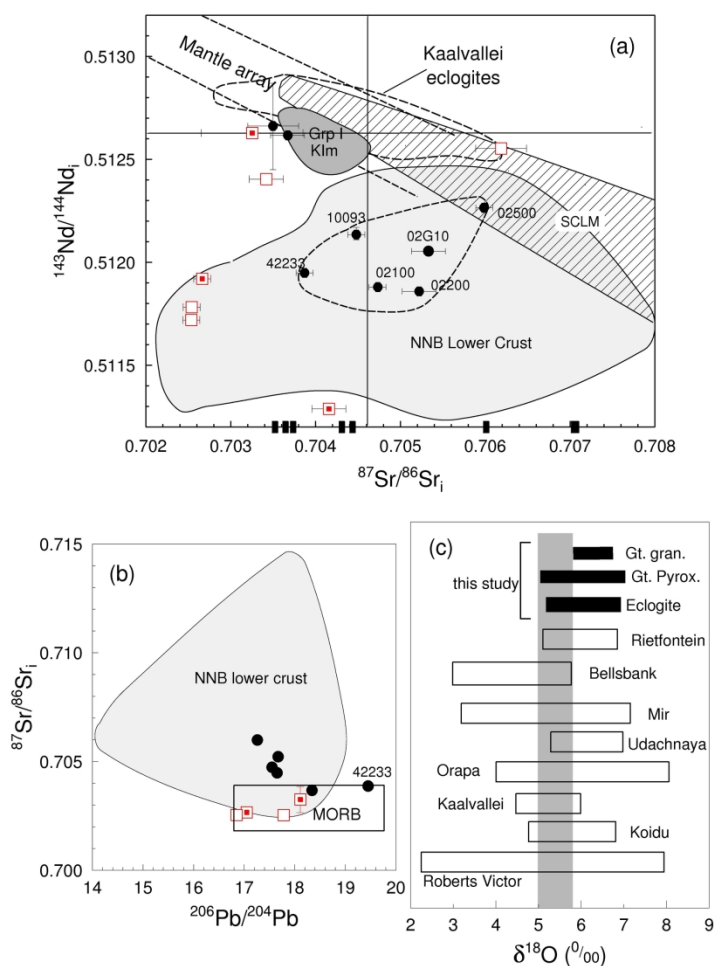 (a)
0.5130
0.5125
0.5120
0.5115
¹⁴³Nd/¹⁴⁴Ndᵢ
Mantle array
Kaalvallei
eclogites
Grp I
Klm
SCLM
02500
10093
02G10
42233
02100
02200
NNB Lower Crust
0.702
0.703
0.704
0.705
0.706
0.707
0.708
⁸⁷Sr/⁸⁶Srᵢ
(b)
0.715
0.710
0.705
0.700
⁸⁷Sr/⁸⁶Srᵢ
NNB lower crust
42233
MORB
14
15
16
17
18
19
20
²⁰⁶Pb/²⁰⁴Pb
(c)
this study
Gt. gran.
Gt. Pyrox.
Eclogite
Rietfontein
Bellsbank
Mir
Udachnaya
Orapa
Kaalvallei
Koidu
Roberts Victor
2
3
4
5
6
7
8
9
δ¹⁸O (⁰/₀₀)